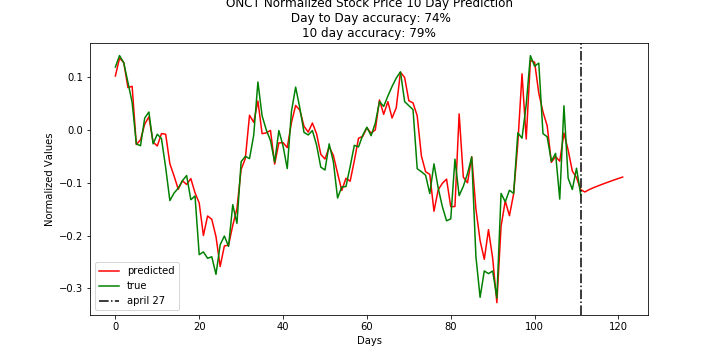 ONCT Normalized Stock Price 10 Day Prediction
Day to Day accuracy: 74%
10 day accuracy: 79%
Normalized Values
0.1
0.0
−0.1
−0.2
−0.3
predicted
true
april 27
0 20 40 60 80 100 120
Days